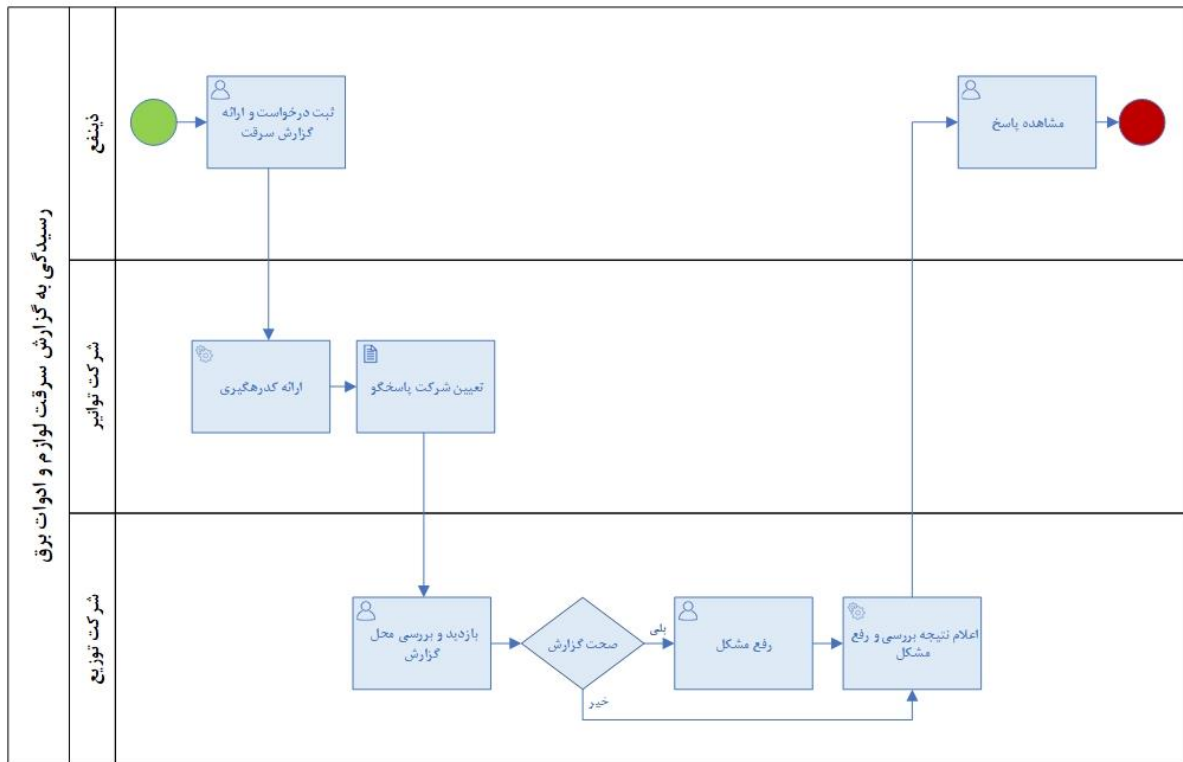 رسیدگی به گزارش سرقت لوازم و ادوات برق
ذینفع
ثبت درخواست و ارائه
گزارش سرقت
مشاهده پاسخ
شرکت توانیر
ارائه کدرهگیری
تعیین شرکت پاسخگو
شرکت توزیع
بازدید و بررسی محل
گزارش
صحت گزارش
بلی
خیر
رفع مشکل
اعلام نتیجه بررسی و رفع
مشکل